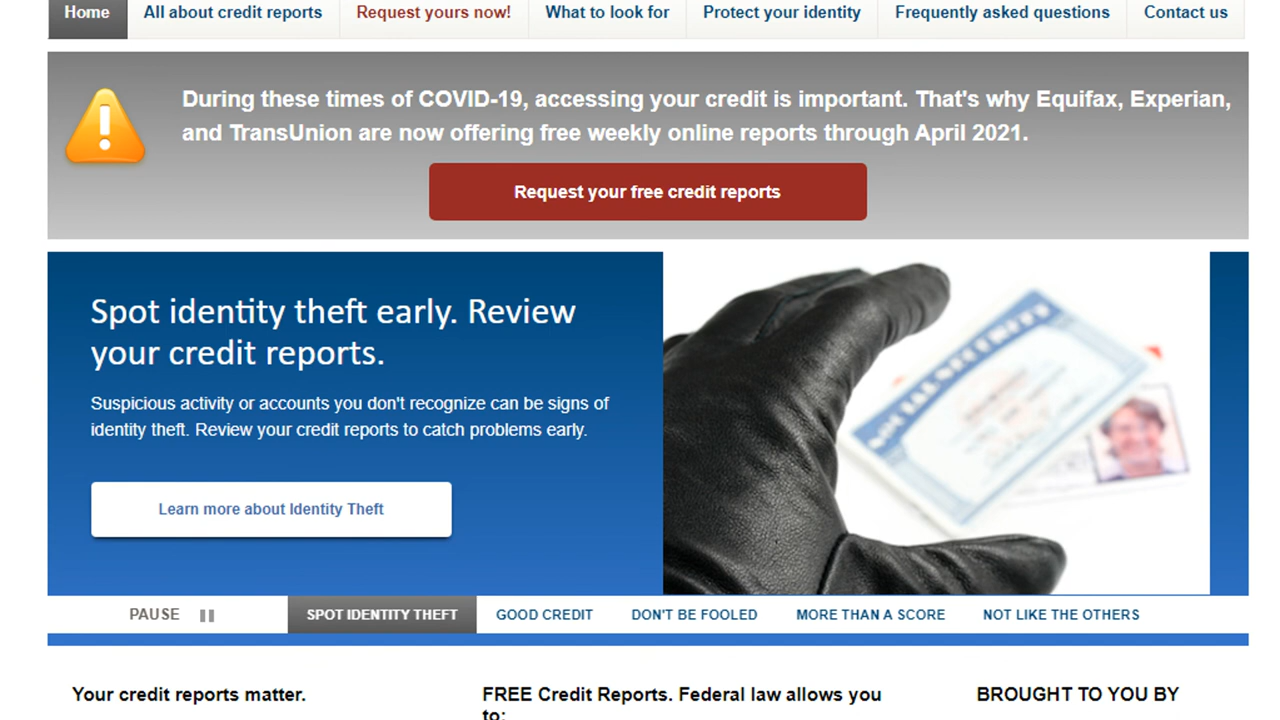 Home All about credit reports Request yours now! What to look for Protect your identity Frequently asked questions Contact us
During these times of COVID-19, accessing your credit is important. That's why Equifax, Experian,
and TransUnion are now offering free weekly online reports through April 2021.
Request your free credit reports
Spot identity theft early. Review
your credit reports.
Suspicious activity or accounts you don't recognize can be signs of
identity theft. Review your credit reports to catch problems early.
Learn more about Identity Theft
SOCIAL SECURITY
PAUSE SPOT IDENTITY THEFT GOOD CREDIT DON'T BE FOOLED MORE THAN A SCORE NOT LIKE THE OTHERS
Your credit reports matter.
FREE Credit Reports. Federal law allows you
to:
BROUGHT TO YOU BY